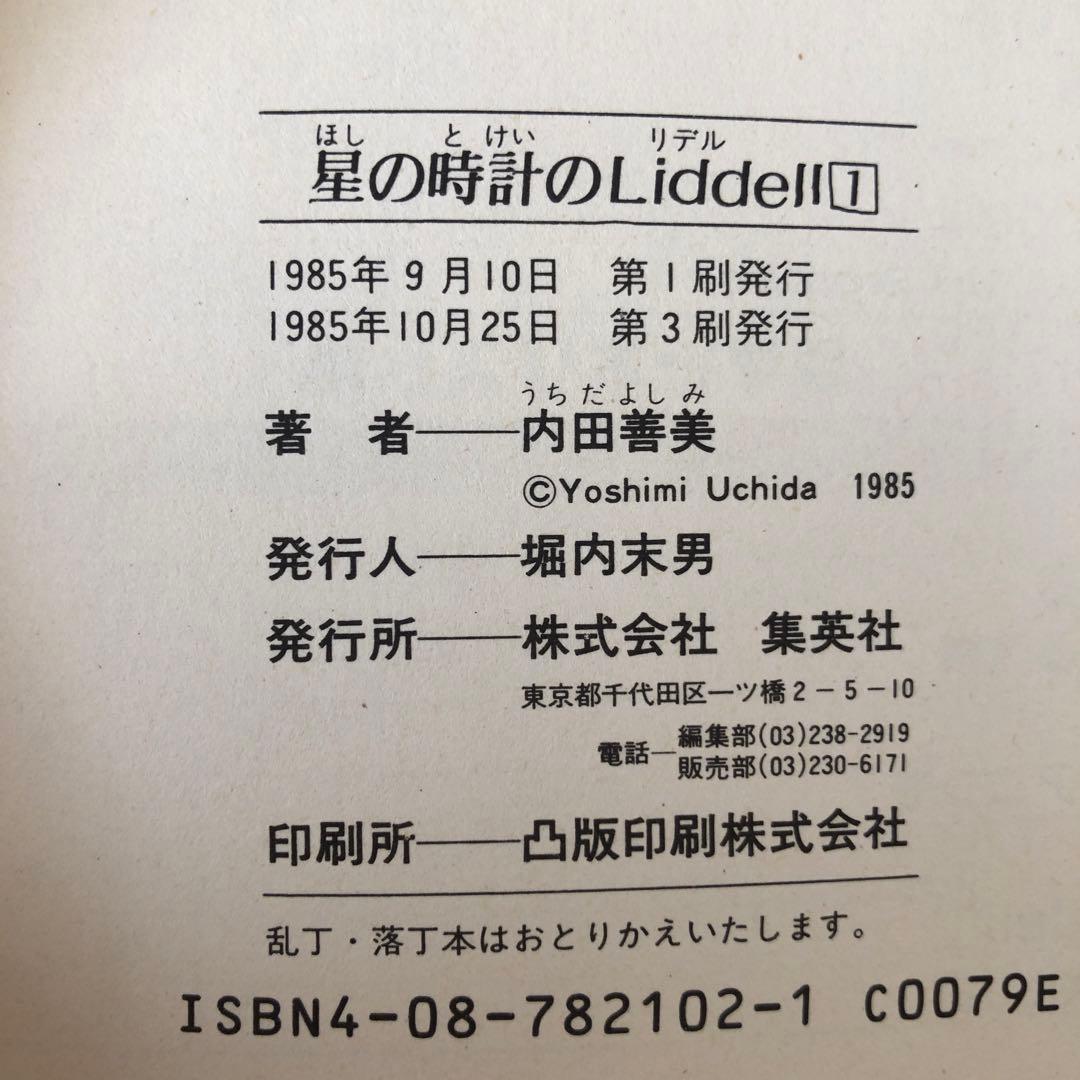 ほし とけい リデル
星の時計のLiddell1
1985年9月10日 第1刷発行
1985年10月25日 第3刷発行
うちだよしみ
著 者――内田善美
©Yoshimi Uchida 1985
発行人――堀内末男
発行所――株式会社 集英社
東京都千代田区一ツ橋2-5-10
電話―編集部(03)238-2919
販売部(03)230-6171
印刷所――凸版印刷株式会社
乱丁・落丁本はおとりかえいたします。
ISBN4-08-782102-1 C0079E